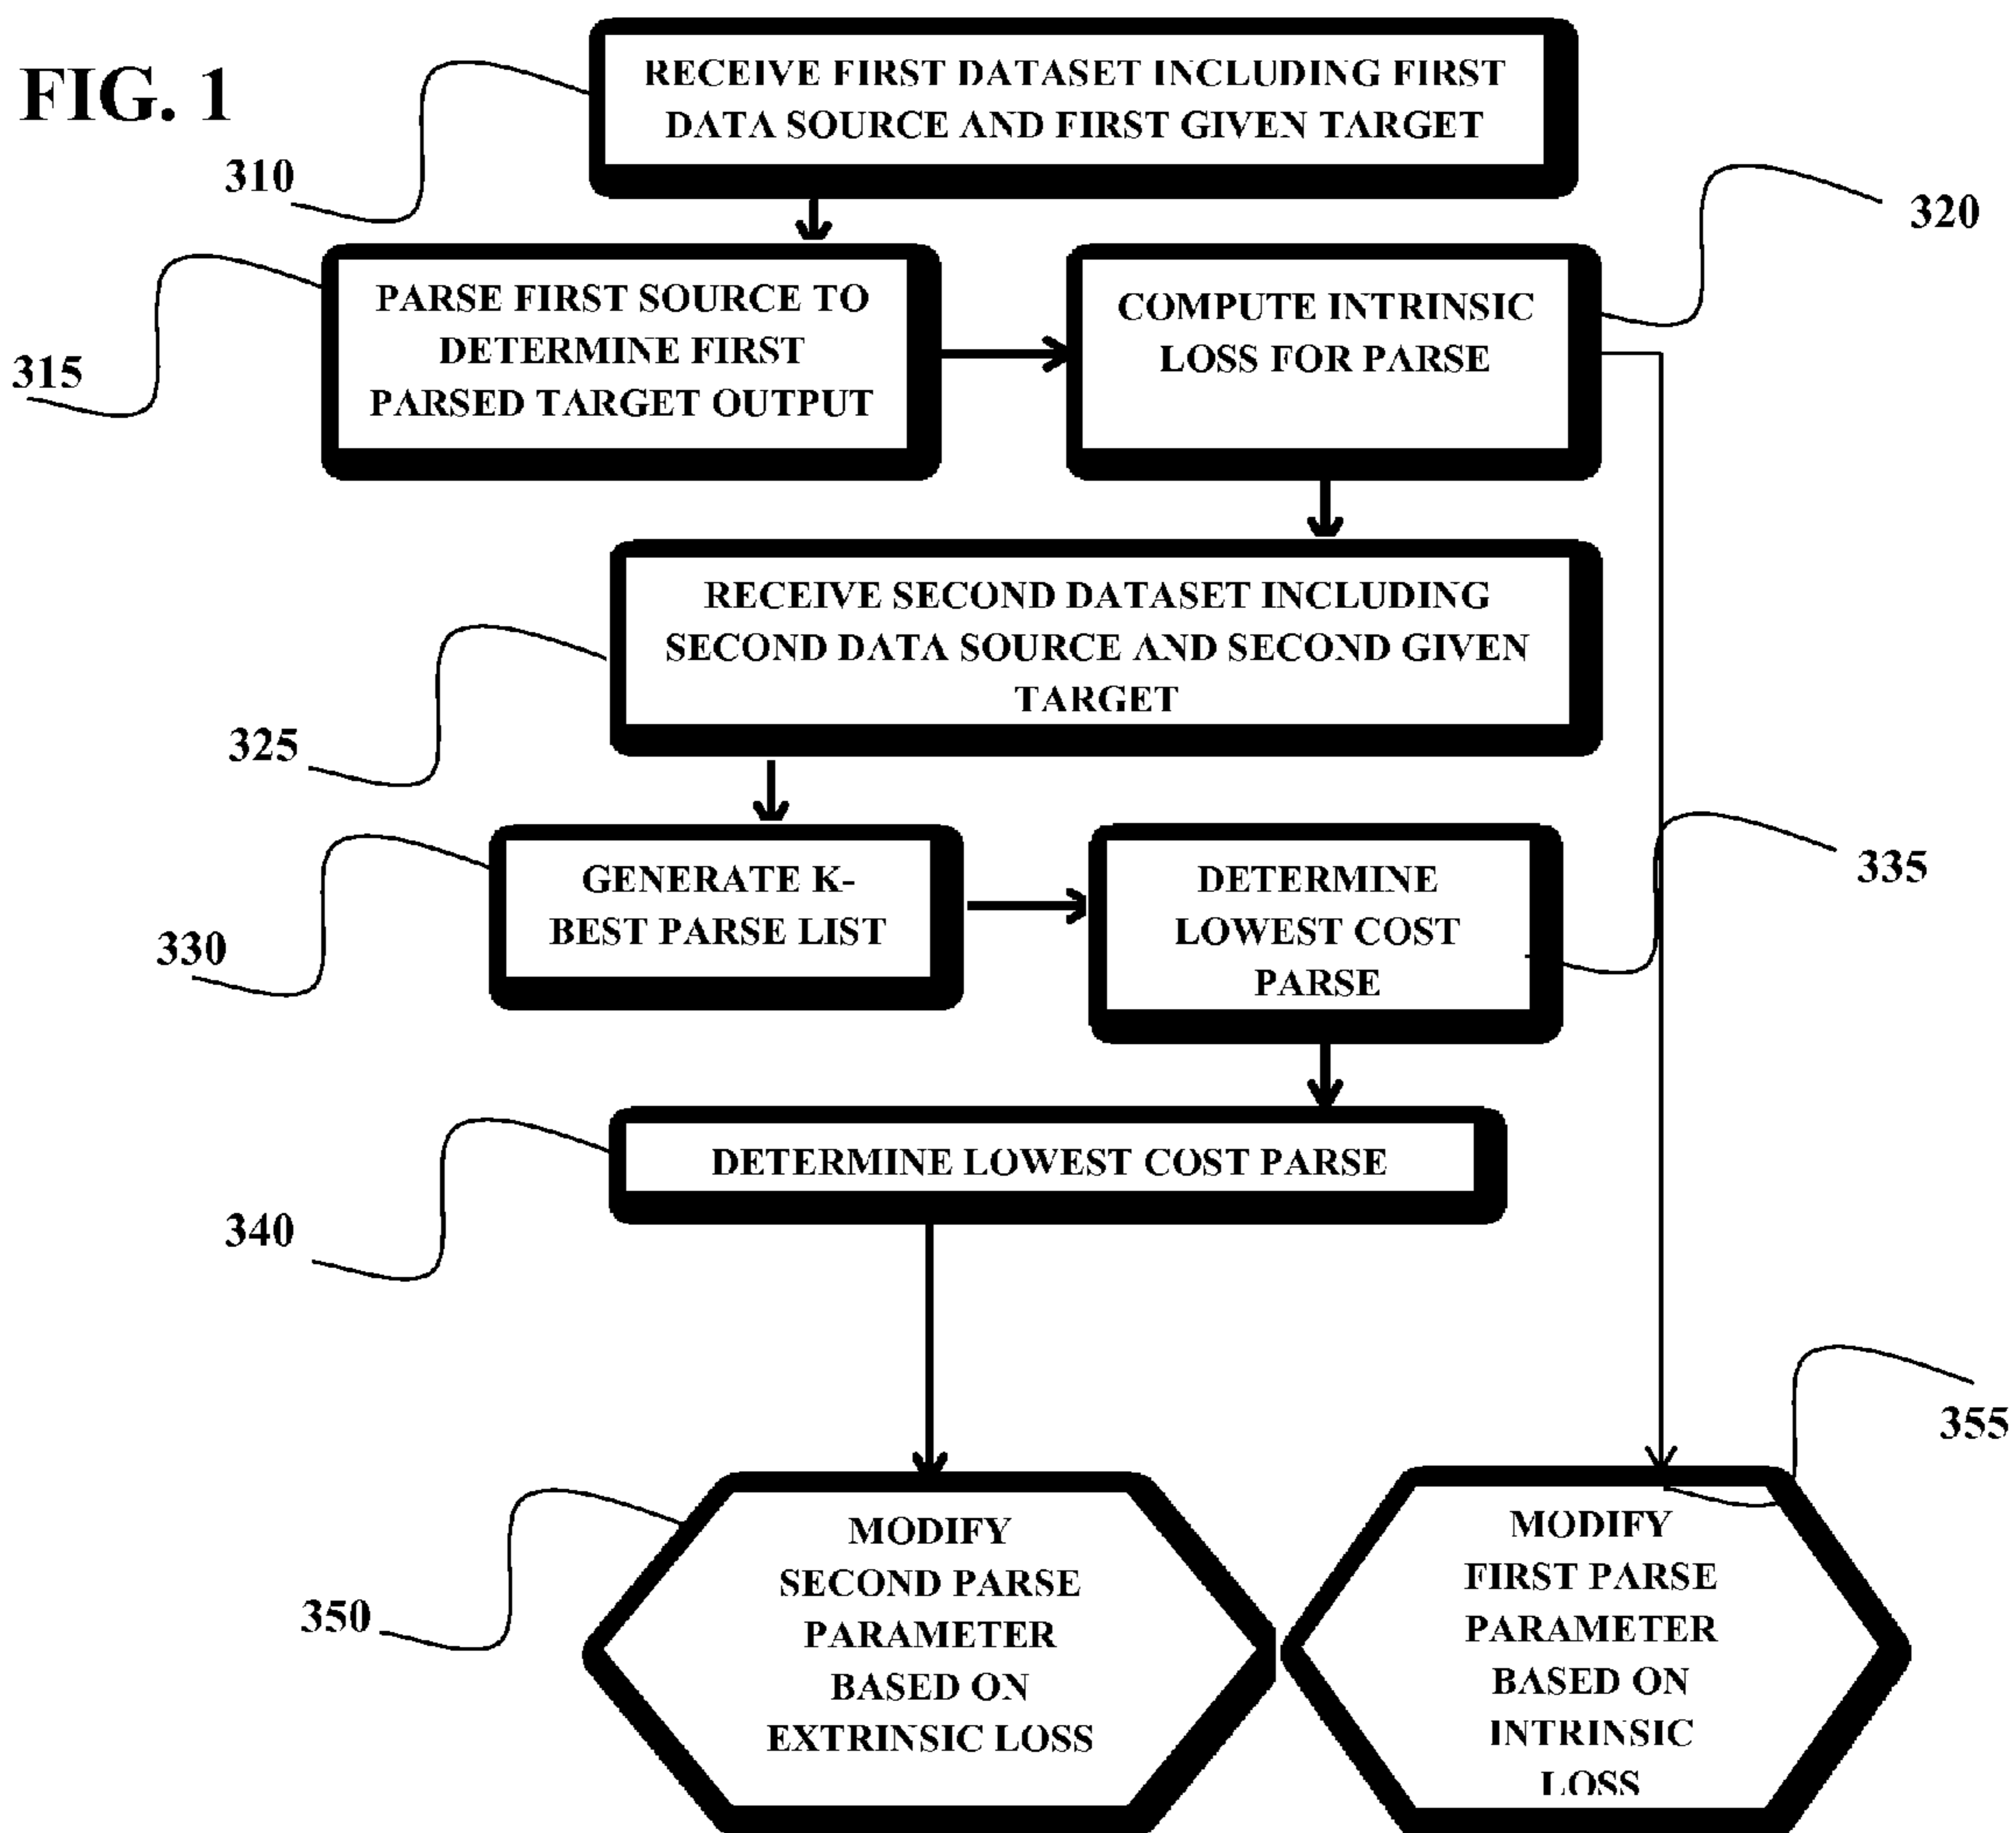 FIG. 1
RECEIVE FIRST DATASET INCLUDING FIRST
DATA SOURCE AND FIRST GIVEN TARGET
310
320
PARSE FIRST SOURCE TO
DETERMINE FIRST
PARSED TARGET OUTPUT
315
COMPUTE INTRINSIC
LOSS FOR PARSE
RECEIVE SECOND DATASET INCLUDING
SECOND DATA SOURCE AND SECOND GIVEN
TARGET
325
GENERATE K-
BEST PARSE LIST
330
DETERMINE
LOWEST COST
PARSE
335
DETERMINE LOWEST COST PARSE
340
355
MODIFY
SECOND PARSE
PARAMETER
BASED ON
EXTRINSIC LOSS
350
MODIFY
FIRST PARSE
PARAMETER
BASED ON
INTRINSIC
LOSS